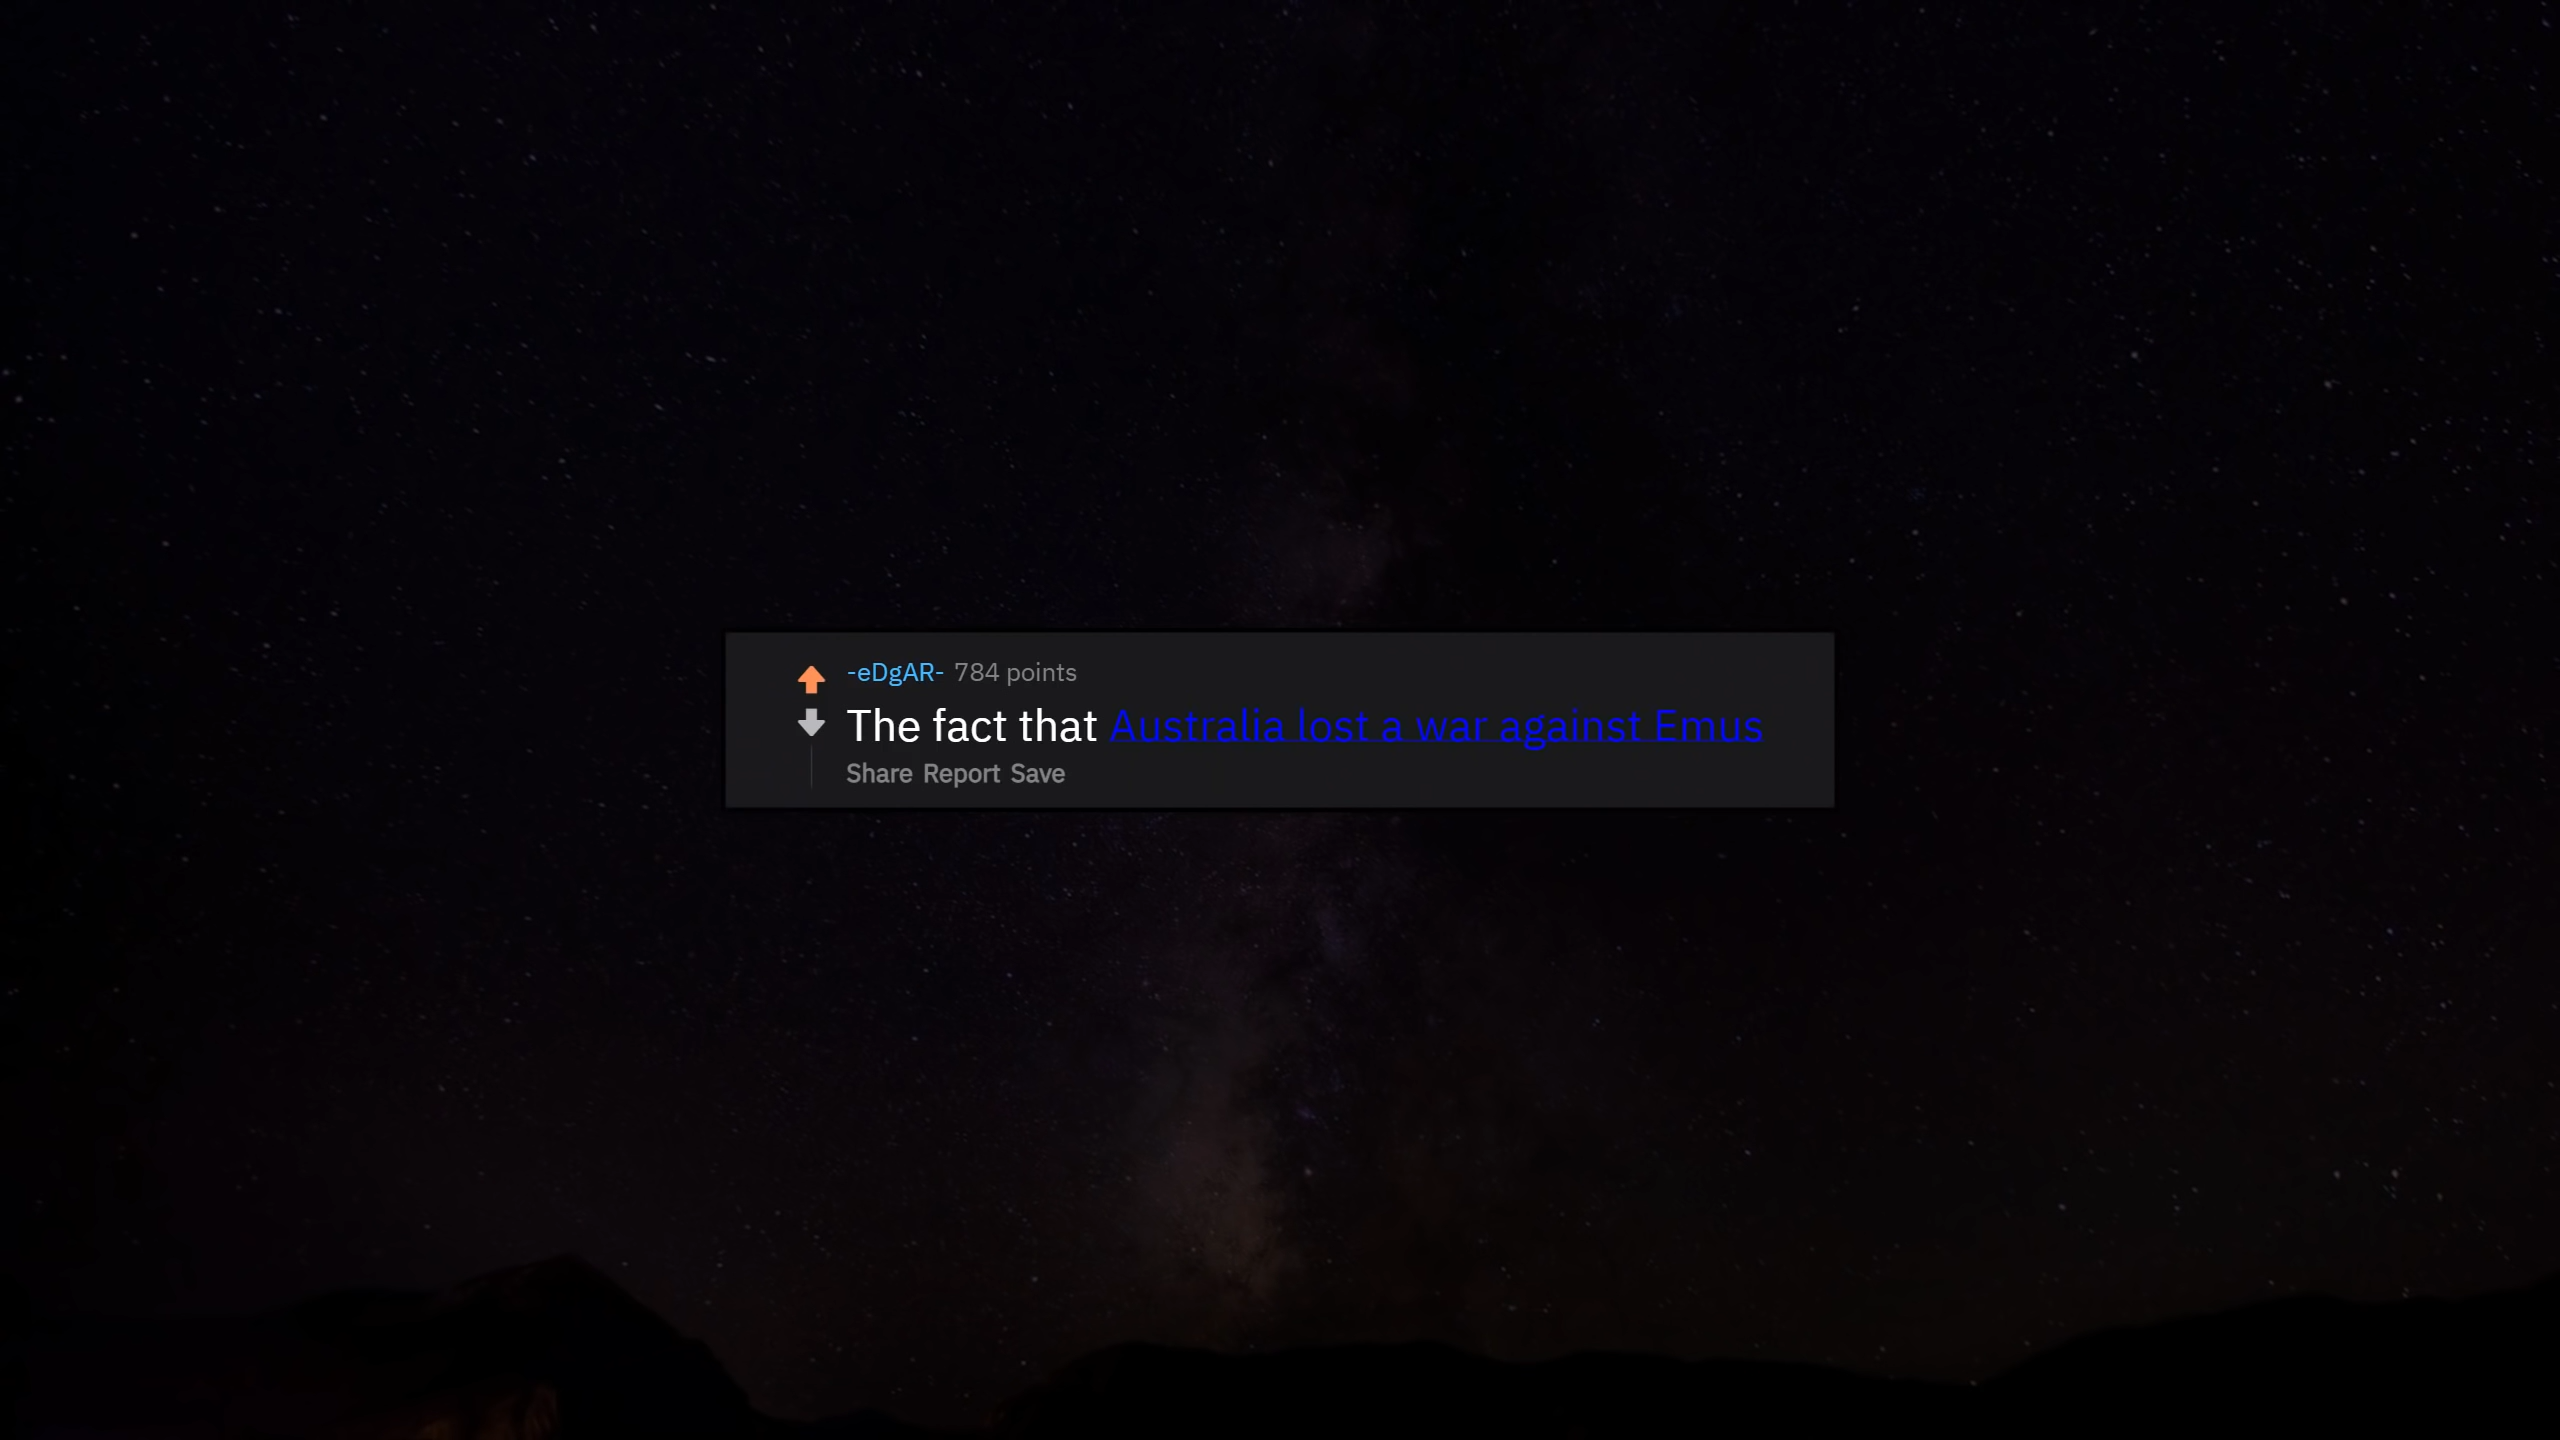 -eDgAR- 784 points
The fact that Australia lost a war against Emus
Share Report Save